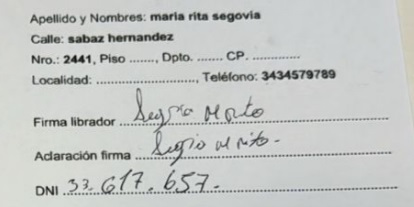 Apellido y Nombres: maria rita segovia
Calle: sabaz hernandez
Nro.: 2441, Piso ......., Dpto. ....... CP. .............
Localidad: ........................., Teléfono: 3434579789
Firma librador
Aclaración firma
DNI 33.617.657.